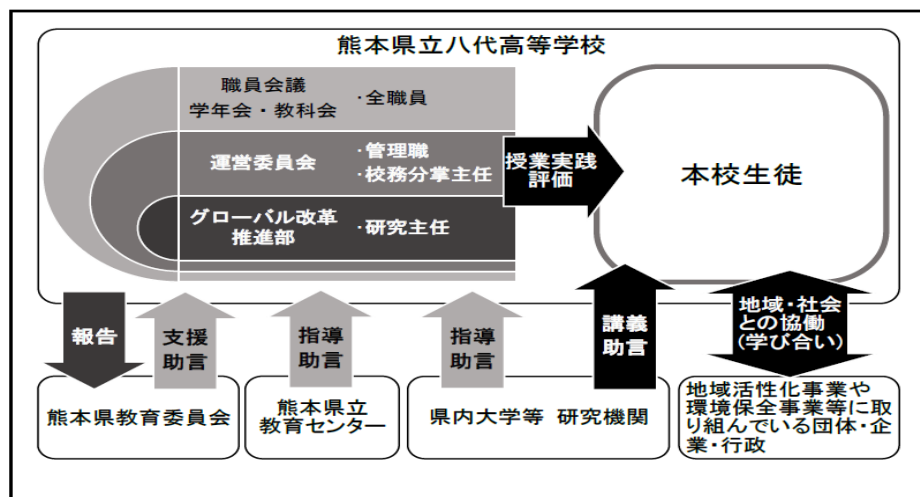 熊本県立八代高等学校
職員会議
学年会・教科会
・全職員
運営委員会
・管理職
・校務分掌主任
グローバル改革
推進部
・研究主任
授業実践
評価
本校生徒
報告
支援
助言
指導
助言
指導
助言
講義
助言
地域・社会
との協働
(学び合い)
熊本県教育委員会
熊本県立
教育センター
県内大学等 研究機関
地域活性化事業や
環境保全事業等に取
り組んでいる団体・企
業・行政